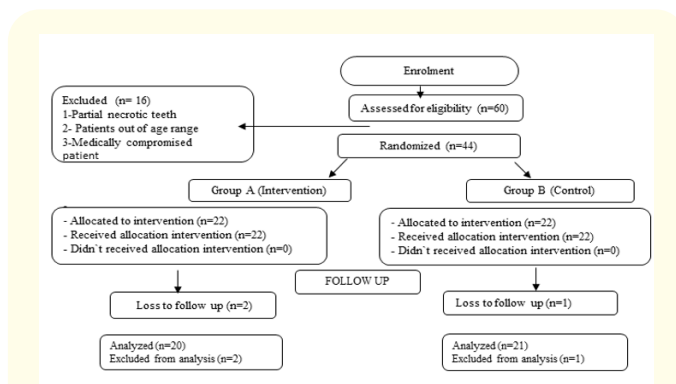 Enrolment
Assessed for eligibility (n=60)
Excluded (n= 16)
1-Partial necrotic teeth
2- Patients out of age range
3-Medically compromised
patient
Randomized (n=44)
Group A (Intervention)
Group B (Control)
- Allocated to intervention (n=22)
- Received allocation intervention (n=22)
- Didn`t received allocation intervention (n=0)
- Allocated to intervention (n=22)
- Received allocation intervention (n=22)
- Didn`t received allocation intervention (n=0)
FOLLOW UP
Loss to follow up (n=2)
Loss to follow up (n=1)
Analyzed (n=20)
Excluded from analysis (n=2)
Analyzed (n=21)
Excluded from analysis (n=1)